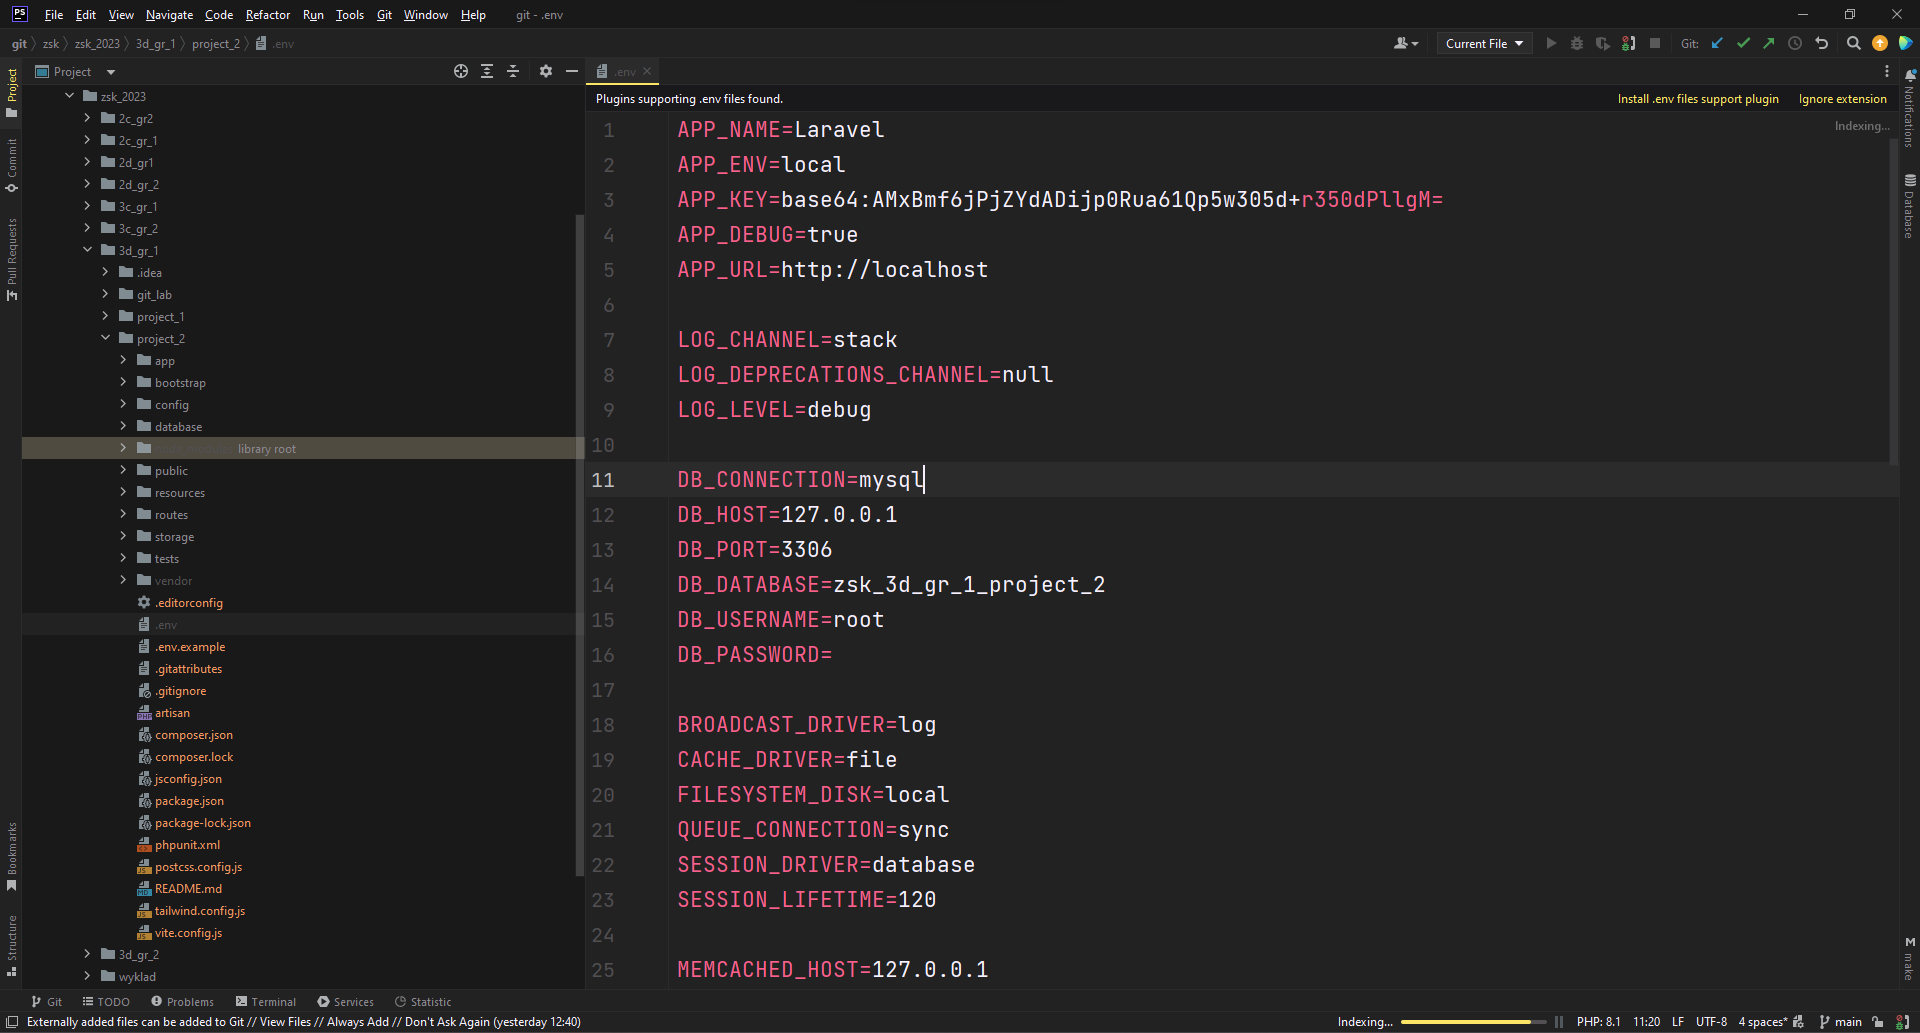 PS File Edit View Navigate Code Refactor Run Tools Git Window Help git - .env
git zsk zsk_2023 3d_gr_1 project_2 .env Current File Git:
Project
.env
Plugins supporting .env files found. Install .env files support plugin Ignore extension
Indexing...
Project
Commit
Pull Requests
Bookmarks
Structure
zsk_2023
2c_gr2
2c_gr_1
2d_gr1
2d_gr_2
3c_gr_1
3c_gr_2
3d_gr_1
.idea
git_lab
project_1
project_2
app
bootstrap
config
database
library root
public
resources
routes
storage
tests
vendor
.editorconfig
.env
.env.example
.gitattributes
.gitignore
artisan
composer.json
composer.lock
jsconfig.json
package.json
package-lock.json
phpunit.xml
postcss.config.js
README.md
tailwind.config.js
vite.config.js
3d_gr_2
wyklad
1 APP_NAME=Laravel
2 APP_ENV=local
3 APP_KEY=base64:AMxBmf6jPjZYdADijp0Rua61Qp5w305d+r350dPllgM=
4 APP_DEBUG=true
5 APP_URL=http://localhost
6
7 LOG_CHANNEL=stack
8 LOG_DEPRECATIONS_CHANNEL=null
9 LOG_LEVEL=debug
10
11 DB_CONNECTION=mysql
12 DB_HOST=127.0.0.1
13 DB_PORT=3306
14 DB_DATABASE=zsk_3d_gr_1_project_2
15 DB_USERNAME=root
16 DB_PASSWORD=
17
18 BROADCAST_DRIVER=log
19 CACHE_DRIVER=file
20 FILESYSTEM_DISK=local
21 QUEUE_CONNECTION=sync
22 SESSION_DRIVER=database
23 SESSION_LIFETIME=120
24
25 MEMCACHED_HOST=127.0.0.1
Notifications
Database
M make
Git TODO Problems Terminal Services Statistic
Externally added files can be added to Git // View Files // Always Add // Don't Ask Again (yesterday 12:40) Indexing... PHP: 8.1 11:20 LF UTF-8 4 spaces* main